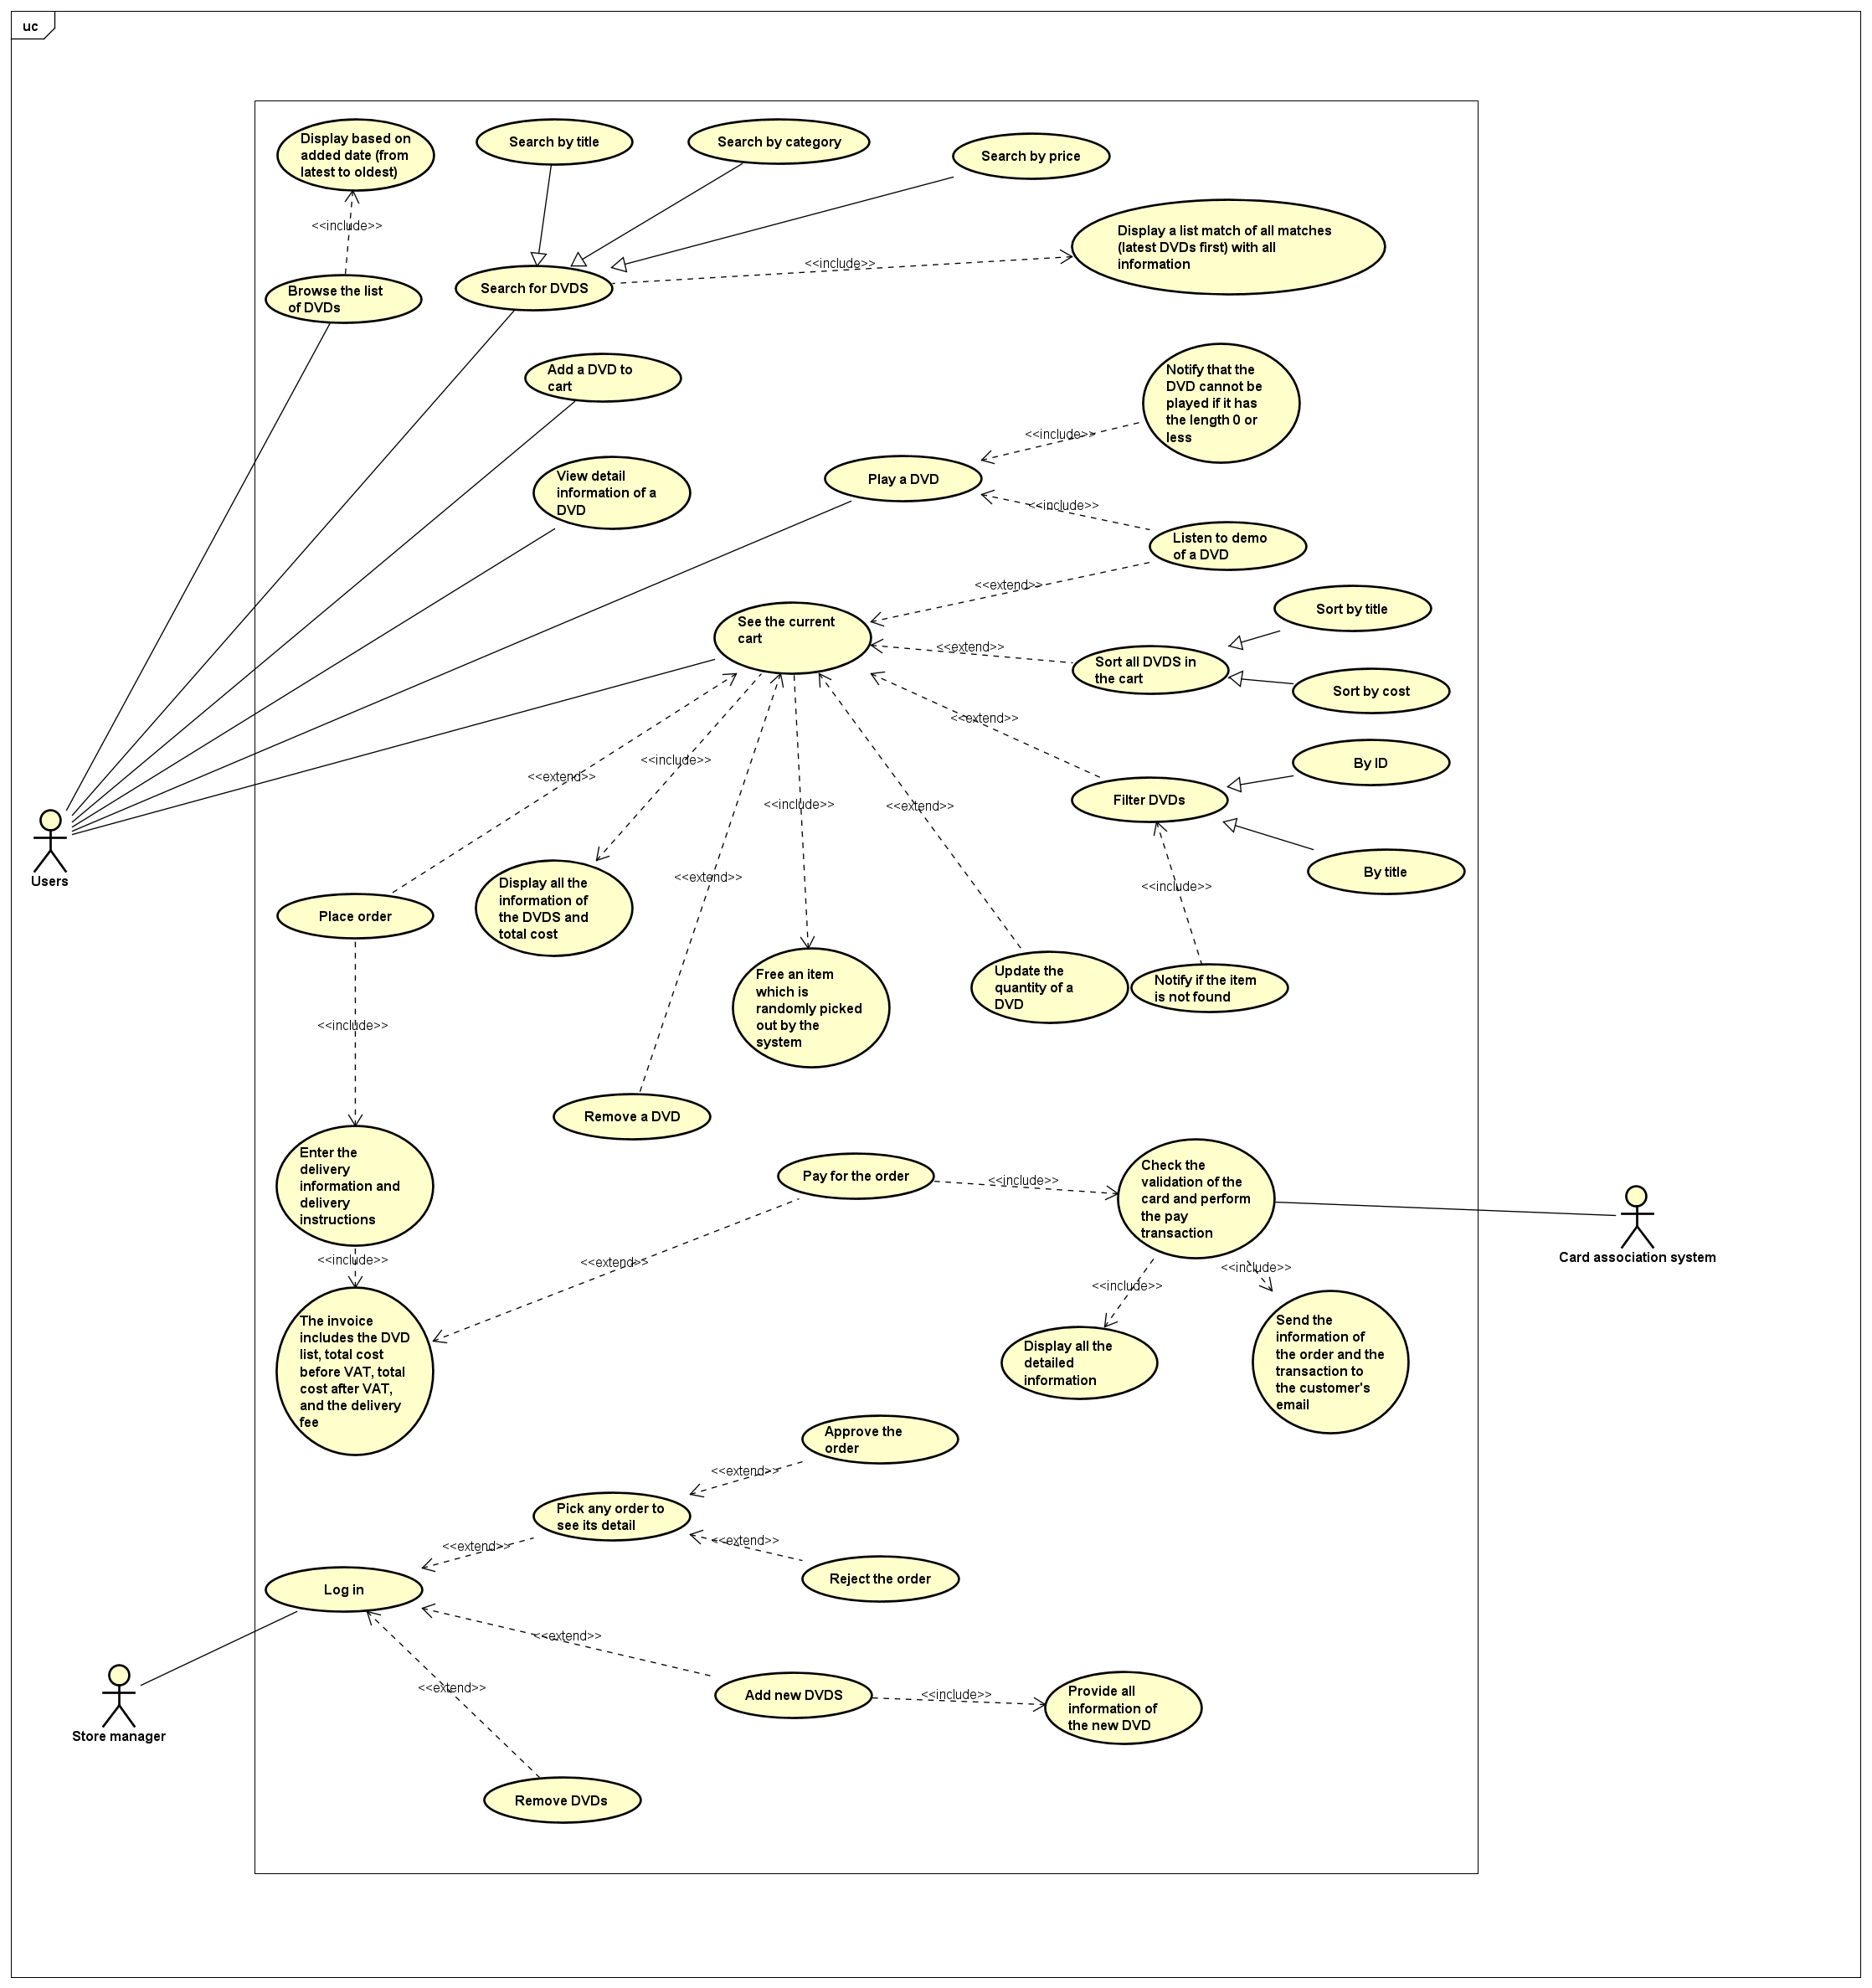 uc
Display based on
added date (from
latest to oldest)
Search by title
Search by category
Search by price
<<include>>
Display a list match of all matches
(latest DVDs first) with all
information
<<include>>
Browse the list
of DVDs
Search for DVDS
Add a DVD to
cart
Notify that the
DVD cannot be
played if it has
the length 0 or
less
<<include>>
View detail
information of a
DVD
Play a DVD
<<include>>
Listen to demo
of a DVD
<<extend>>
See the current
cart
Sort by title
<<extend>>
Sort all DVDS in
the cart
Sort by cost
<<extend>>
<<include>>
<<extend>>
By ID
<<include>>
<<extend>>
Filter DVDs
Users
<<extend>>
By title
<<include>>
Display all the
information of
the DVDS and
total cost
Place order
Free an item
which is
randomly picked
out by the
system
Update the
quantity of a
DVD
Notify if the item
is not found
<<include>>
Remove a DVD
Enter the
delivery
information and
delivery
instructions
Pay for the order
<<include>>
Check the
validation of the
card and perform
the pay
transaction
Card association system
<<include>>
<<extend>>
<<include>>
<<include>>
The invoice
includes the DVD
list, total cost
before VAT, total
cost after VAT,
and the delivery
fee
Display all the
detailed
information
Send the
information of
the order and the
transaction to
the customer's
email
Approve the
order
<<extend>>
Pick any order to
see its detail
<<extend>>
<<extend>>
Reject the order
Log in
<<extend>>
<<extend>>
Add new DVDS
<<include>>
Provide all
information of
the new DVD
Store manager
Remove DVDs